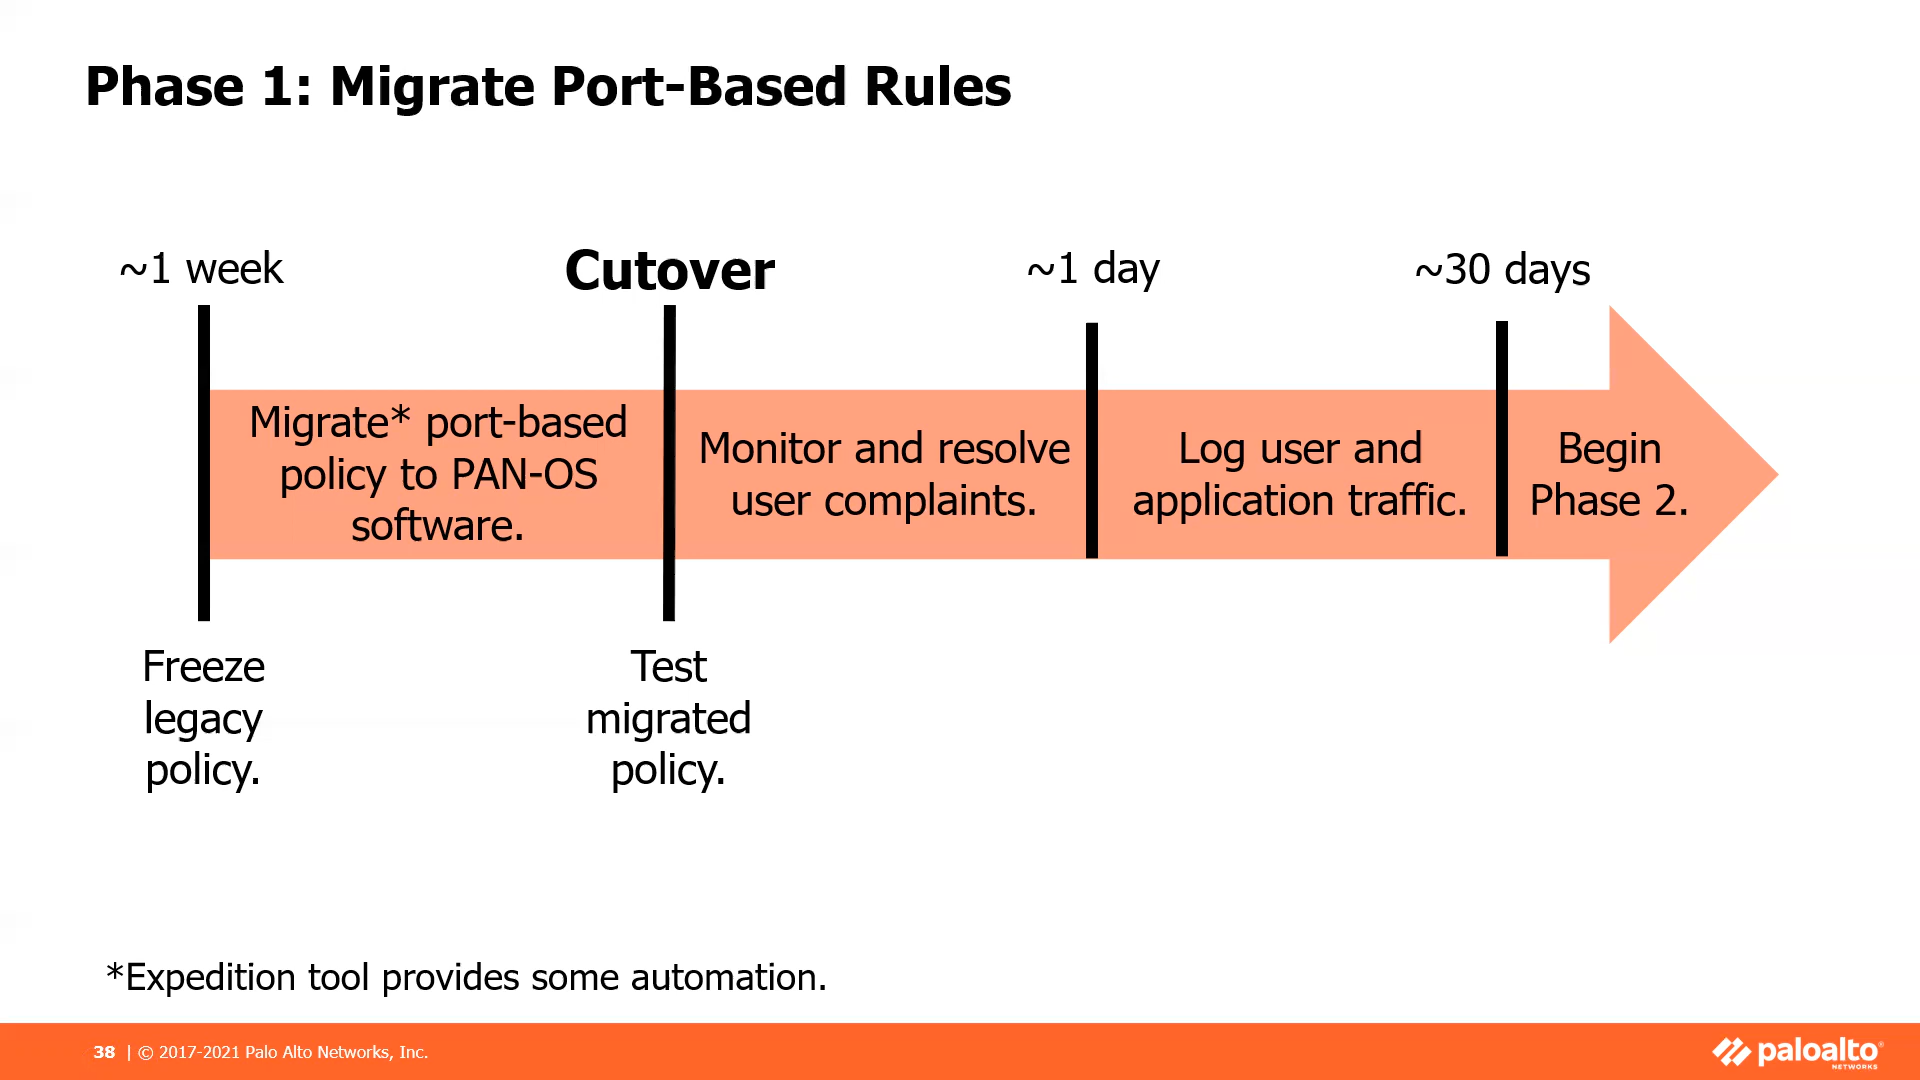 Phase 1: Migrate Port-Based Rules
~1 week
Cutover
~1 day
~30 days
Migrate* port-based
policy to PAN-OS
software.
Monitor and resolve
user complaints.
Log user and
application traffic.
Begin
Phase 2.
Freeze
legacy
policy.
Test
migrated
policy.
*Expedition tool provides some automation.
38 | © 2017-2021 Palo Alto Networks, Inc.
paloalto®
NETWORKS